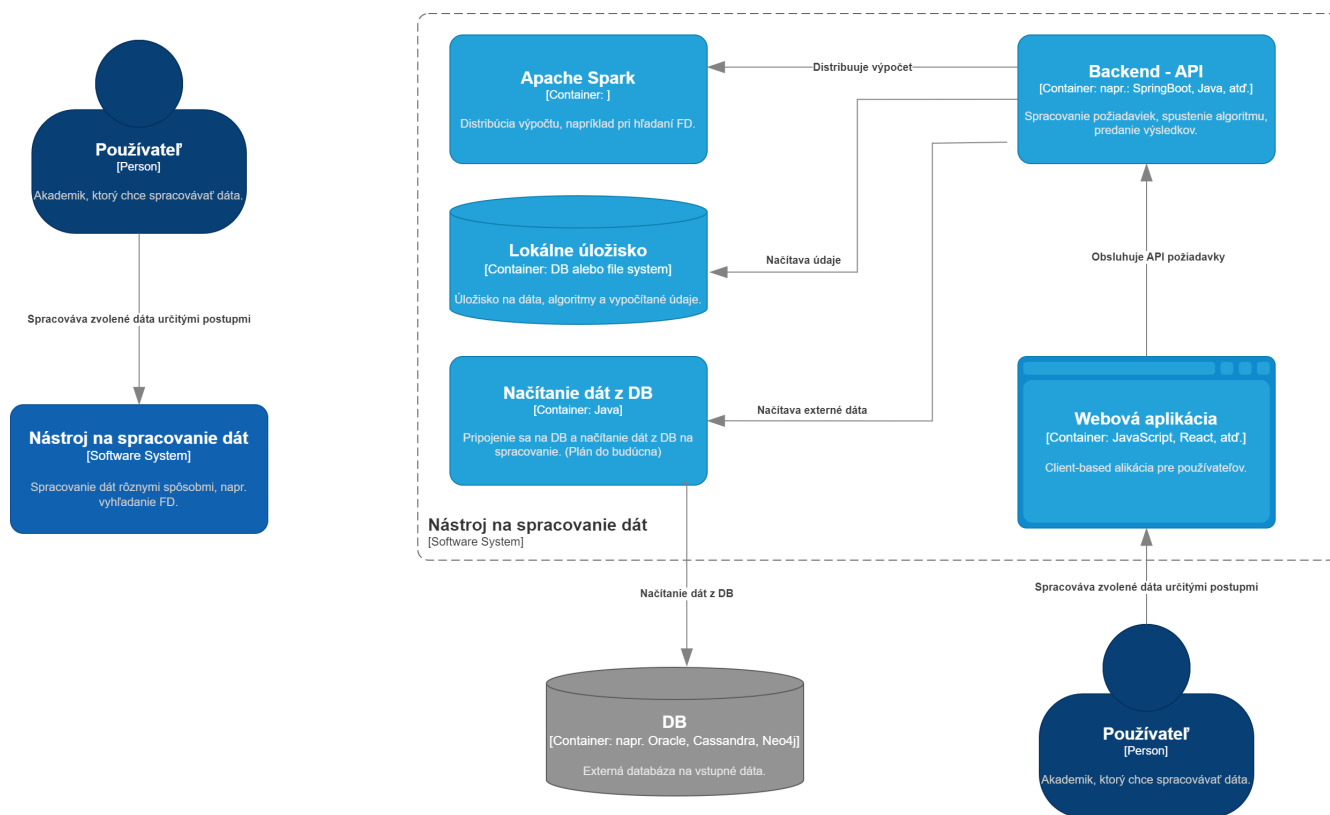 Používateľ
[Person]
Akademik, ktorý chce spracovávať dáta.
Spracováva zvolené dáta určitými postupmi
Nástroj na spracovanie dát
[Software System]
Spracovanie dát rôznymi spôsobmi, napr.
vyhľadanie FD.
Apache Spark
[Container: ]
Distribúcia výpočtu, napríklad pri hľadaní FD.
Distribuuje výpočet
Backend - API
[Container: napr.: SpringBoot, Java, atď.]
Spracovanie požiadaviek, spustenie algoritmu,
predanie výsledkov.
Lokálne úložisko
[Container: DB alebo file system]
Úložisko na dáta, algoritmy a vypočítané údaje.
Načítava údaje
Obsluhuje API požiadavky
Načítanie dát z DB
[Container: Java]
Pripojenie sa na DB a načítanie dát z DB na
spracovanie. (Plán do budúcna)
Načítava externé dáta
Webová aplikácia
[Container: JavaScript, React, atď.]
Client-based alikácia pre používateľov.
Nástroj na spracovanie dát
[Software System]
Načítanie dát z DB
Spracováva zvolené dáta určitými postupmi
DB
[Container: napr. Oracle, Cassandra, Neo4j]
Externá databáza na vstupné dáta.
Používateľ
[Person]
Akademik, ktorý chce spracovávať dáta.